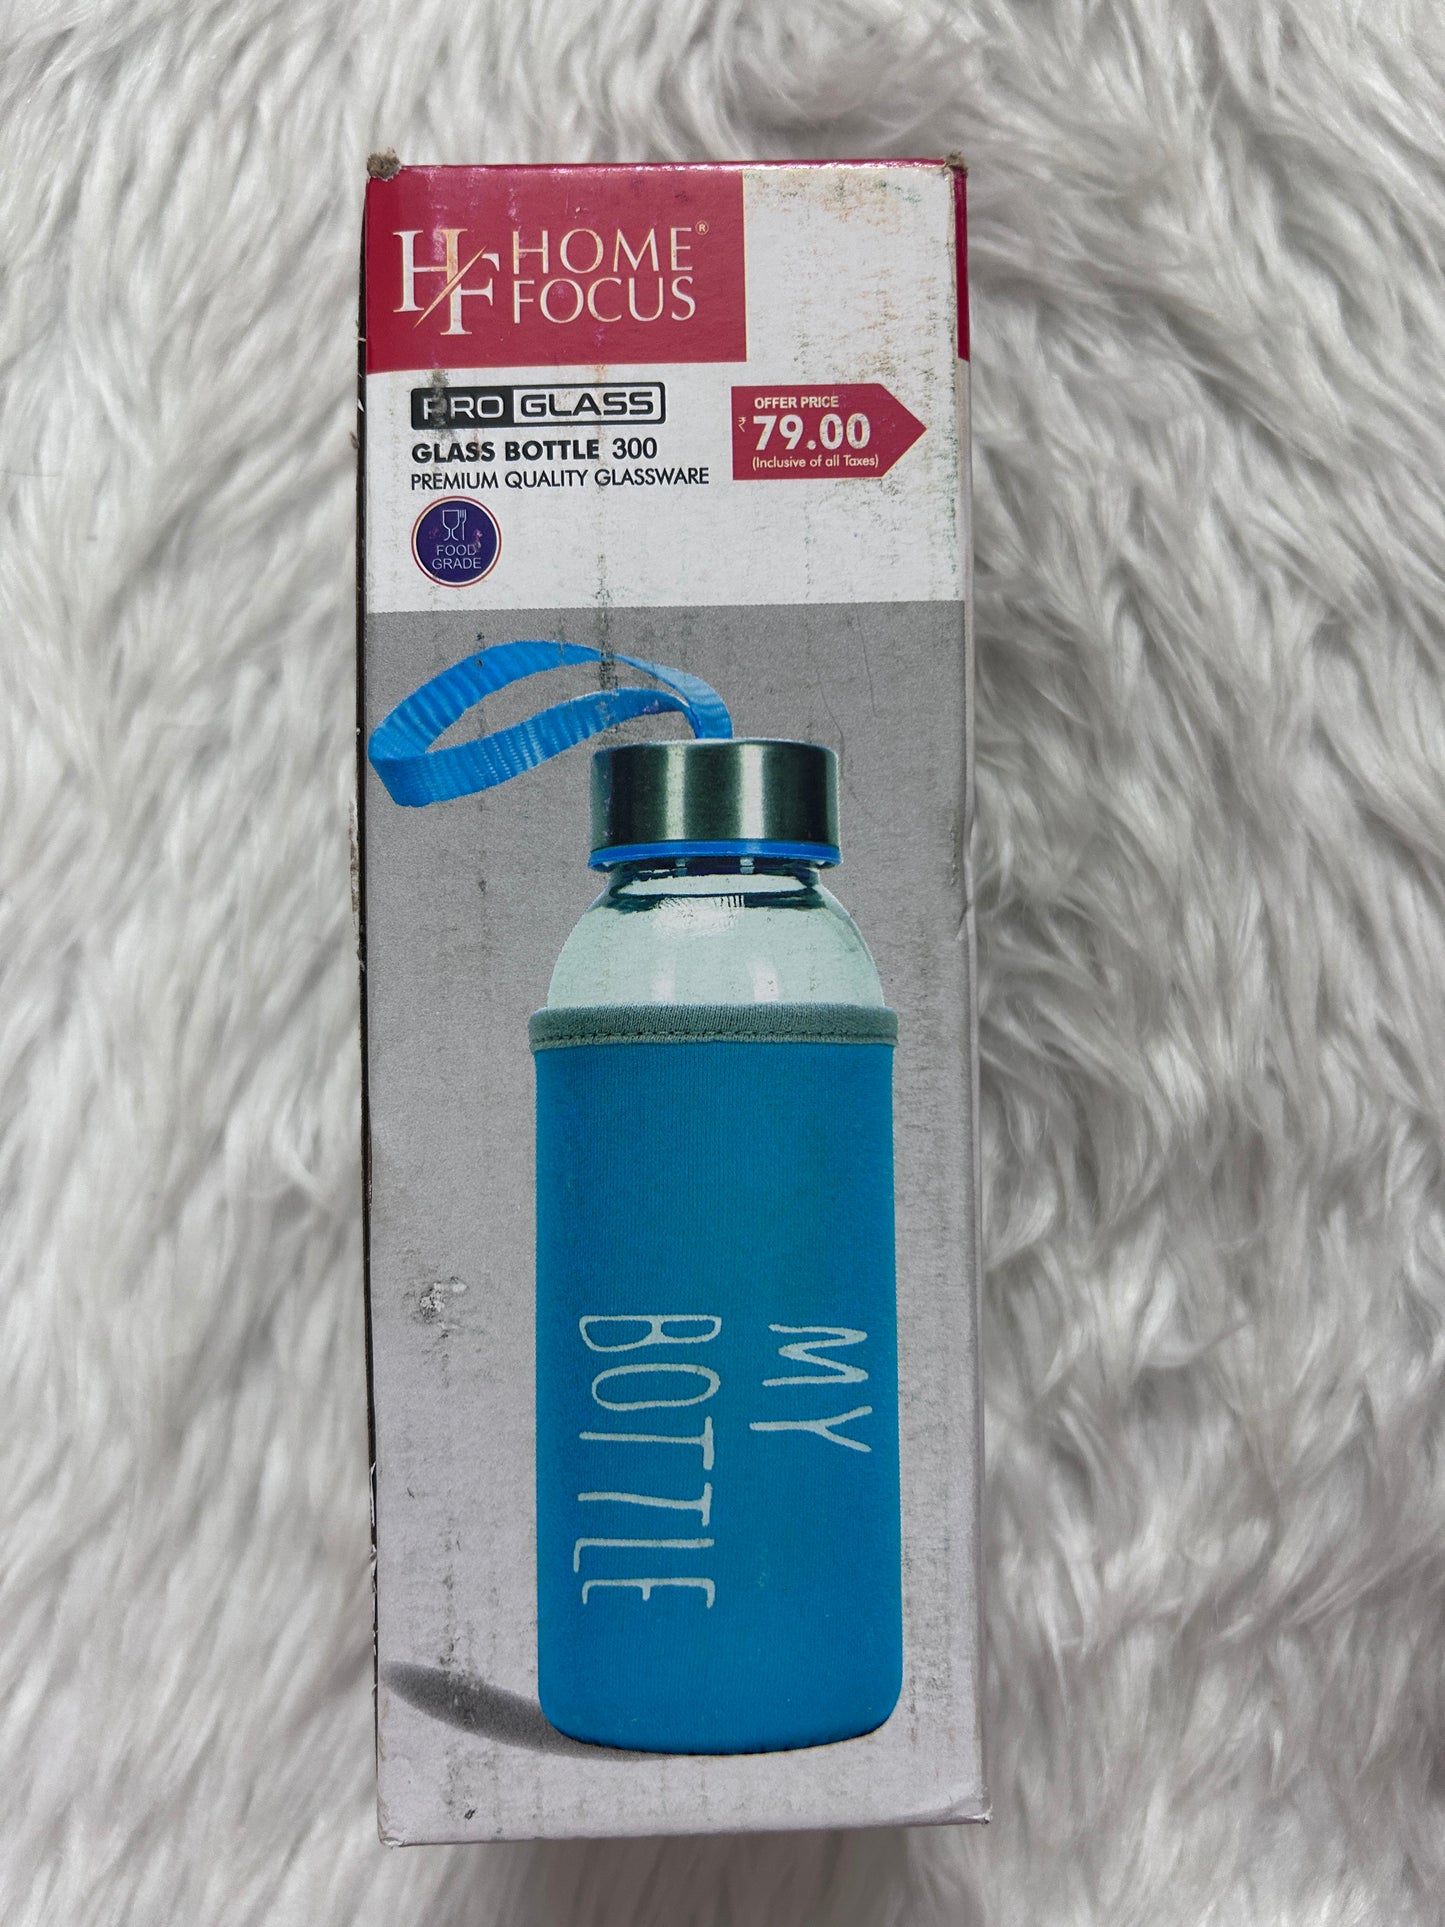 HF HOME®
FOCUS
PRO GLASS
GLASS BOTTLE 300
PREMIUM QUALITY GLASSWARE
FOOD
GRADE
OFFER PRICE
₹ 79.00
(Inclusive of all Taxes)
MY
BOTTLE